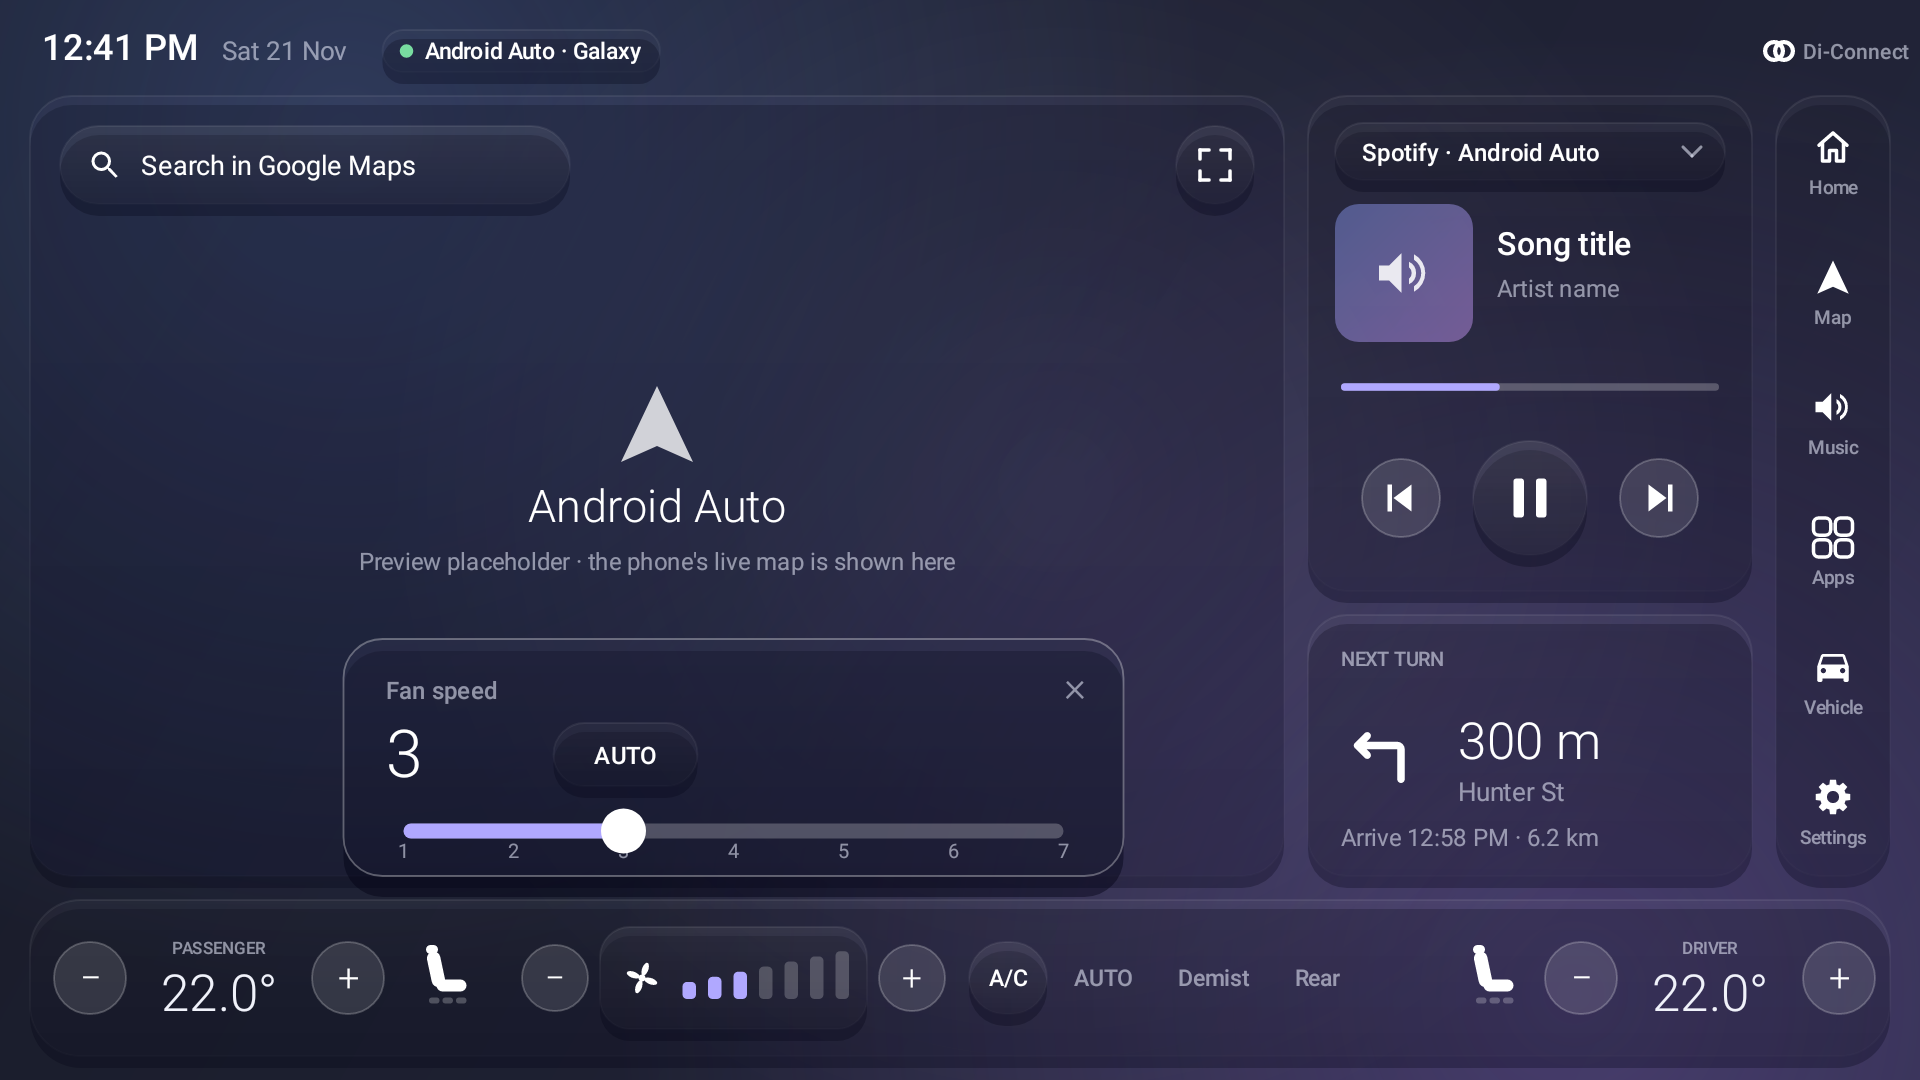 12:41 PM
Sat 21 Nov
Android Auto · Galaxy
Di-Connect
Search in Google Maps
Android Auto
Preview placeholder · the phone's live map is shown here
Fan speed
3
AUTO
1 2 3 4 5 6 7
Spotify · Android Auto
Song title
Artist name
NEXT TURN
300 m
Hunter St
Arrive 12:58 PM · 6.2 km
Home
Map
Music
Apps
Vehicle
Settings
PASSENGER
22.0°
A/C
AUTO
Demist
Rear
DRIVER
22.0°